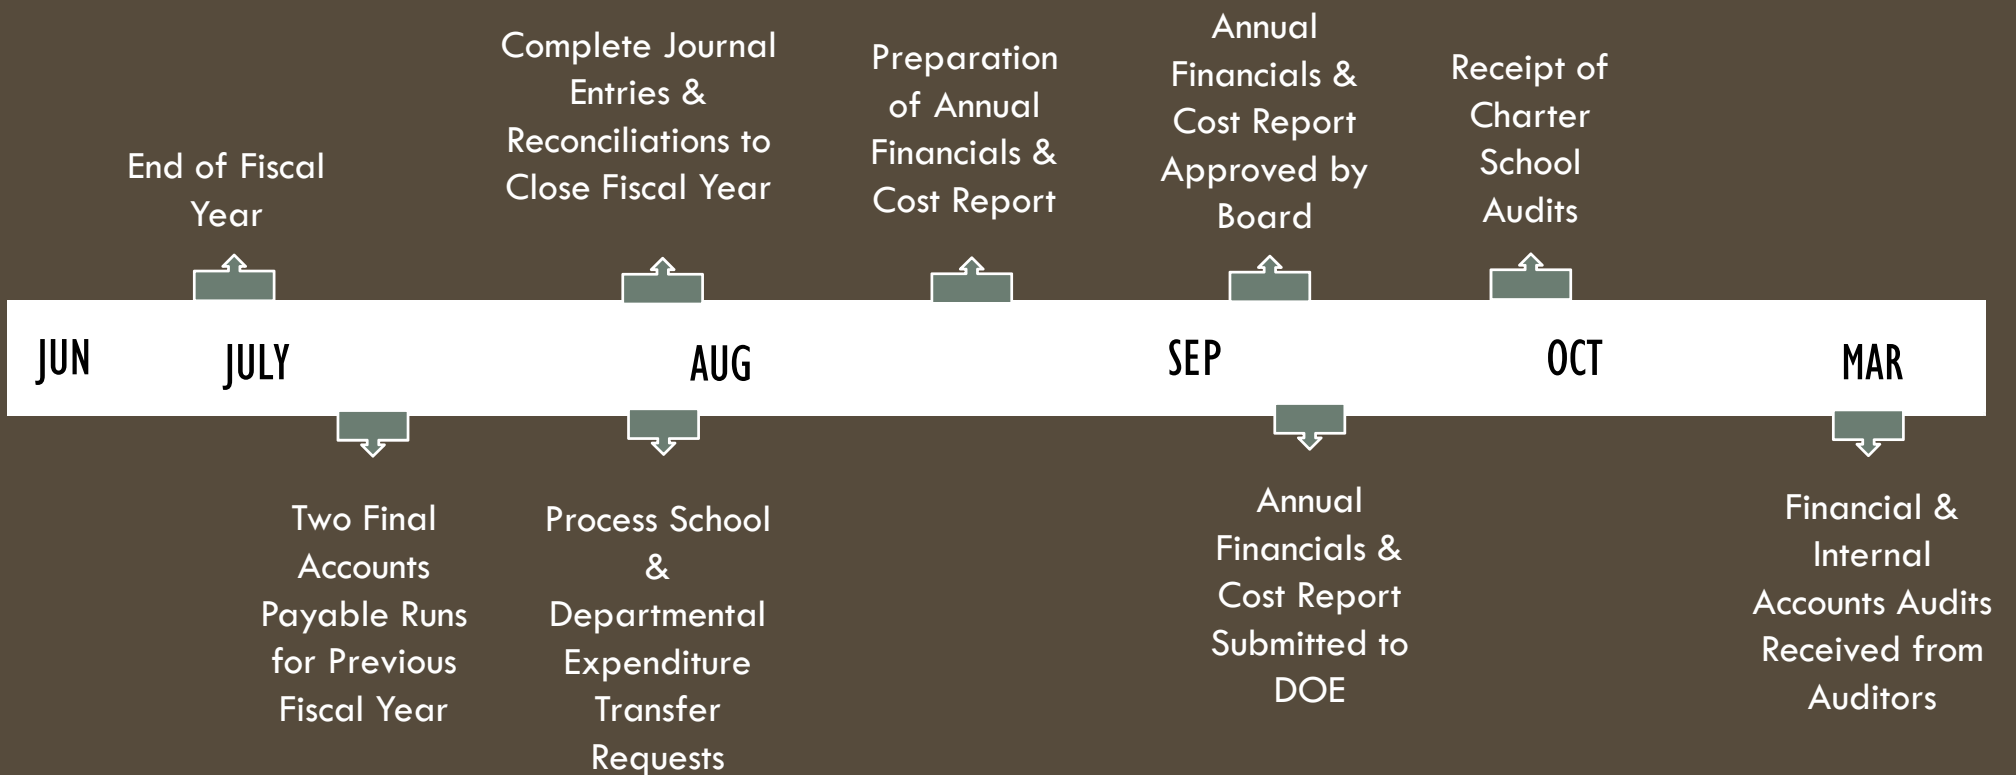 End of Fiscal
Year
Complete Journal
Entries &
Reconciliations to
Close Fiscal Year
Preparation
of Annual
Financials &
Cost Report
Annual
Financials &
Cost Report
Approved by
Board
Receipt of
Charter
School
Audits
JUN
JULY
AUG
SEP
OCT
MAR
Two Final
Accounts
Payable Runs
for Previous
Fiscal Year
Process School
&
Departmental
Expenditure
Transfer
Requests
Annual
Financials &
Cost Report
Submitted to
DOE
Financial &
Internal
Accounts Audits
Received from
Auditors